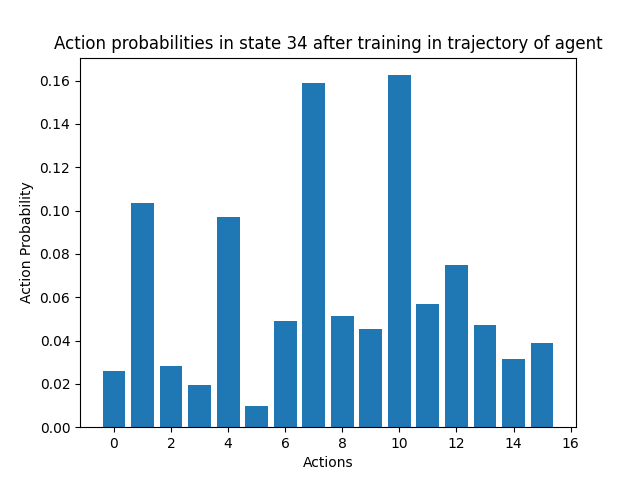 Action probabilities in state 34 after training in trajectory of agent
0.16
0.14
0.12
0.10
0.08
0.06
0.04
0.02
0.00
Action Probability
0 2 4 6 8 10 12 14 16
Actions